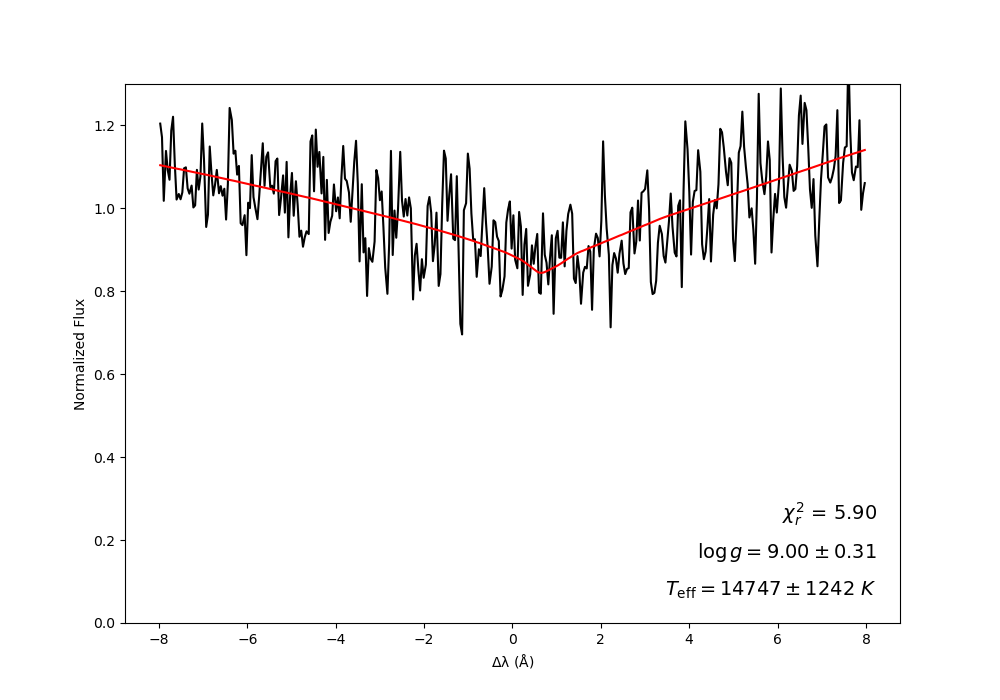 1.2
1.0
0.8
0.6
0.4
0.2
0.0
Normalized Flux
χ²ᵣ = 5.90
log g = 9.00 ± 0.31
T_eff = 14747 ± 1242 K
−8 −6 −4 −2 0 2 4 6 8
Δλ (Å)